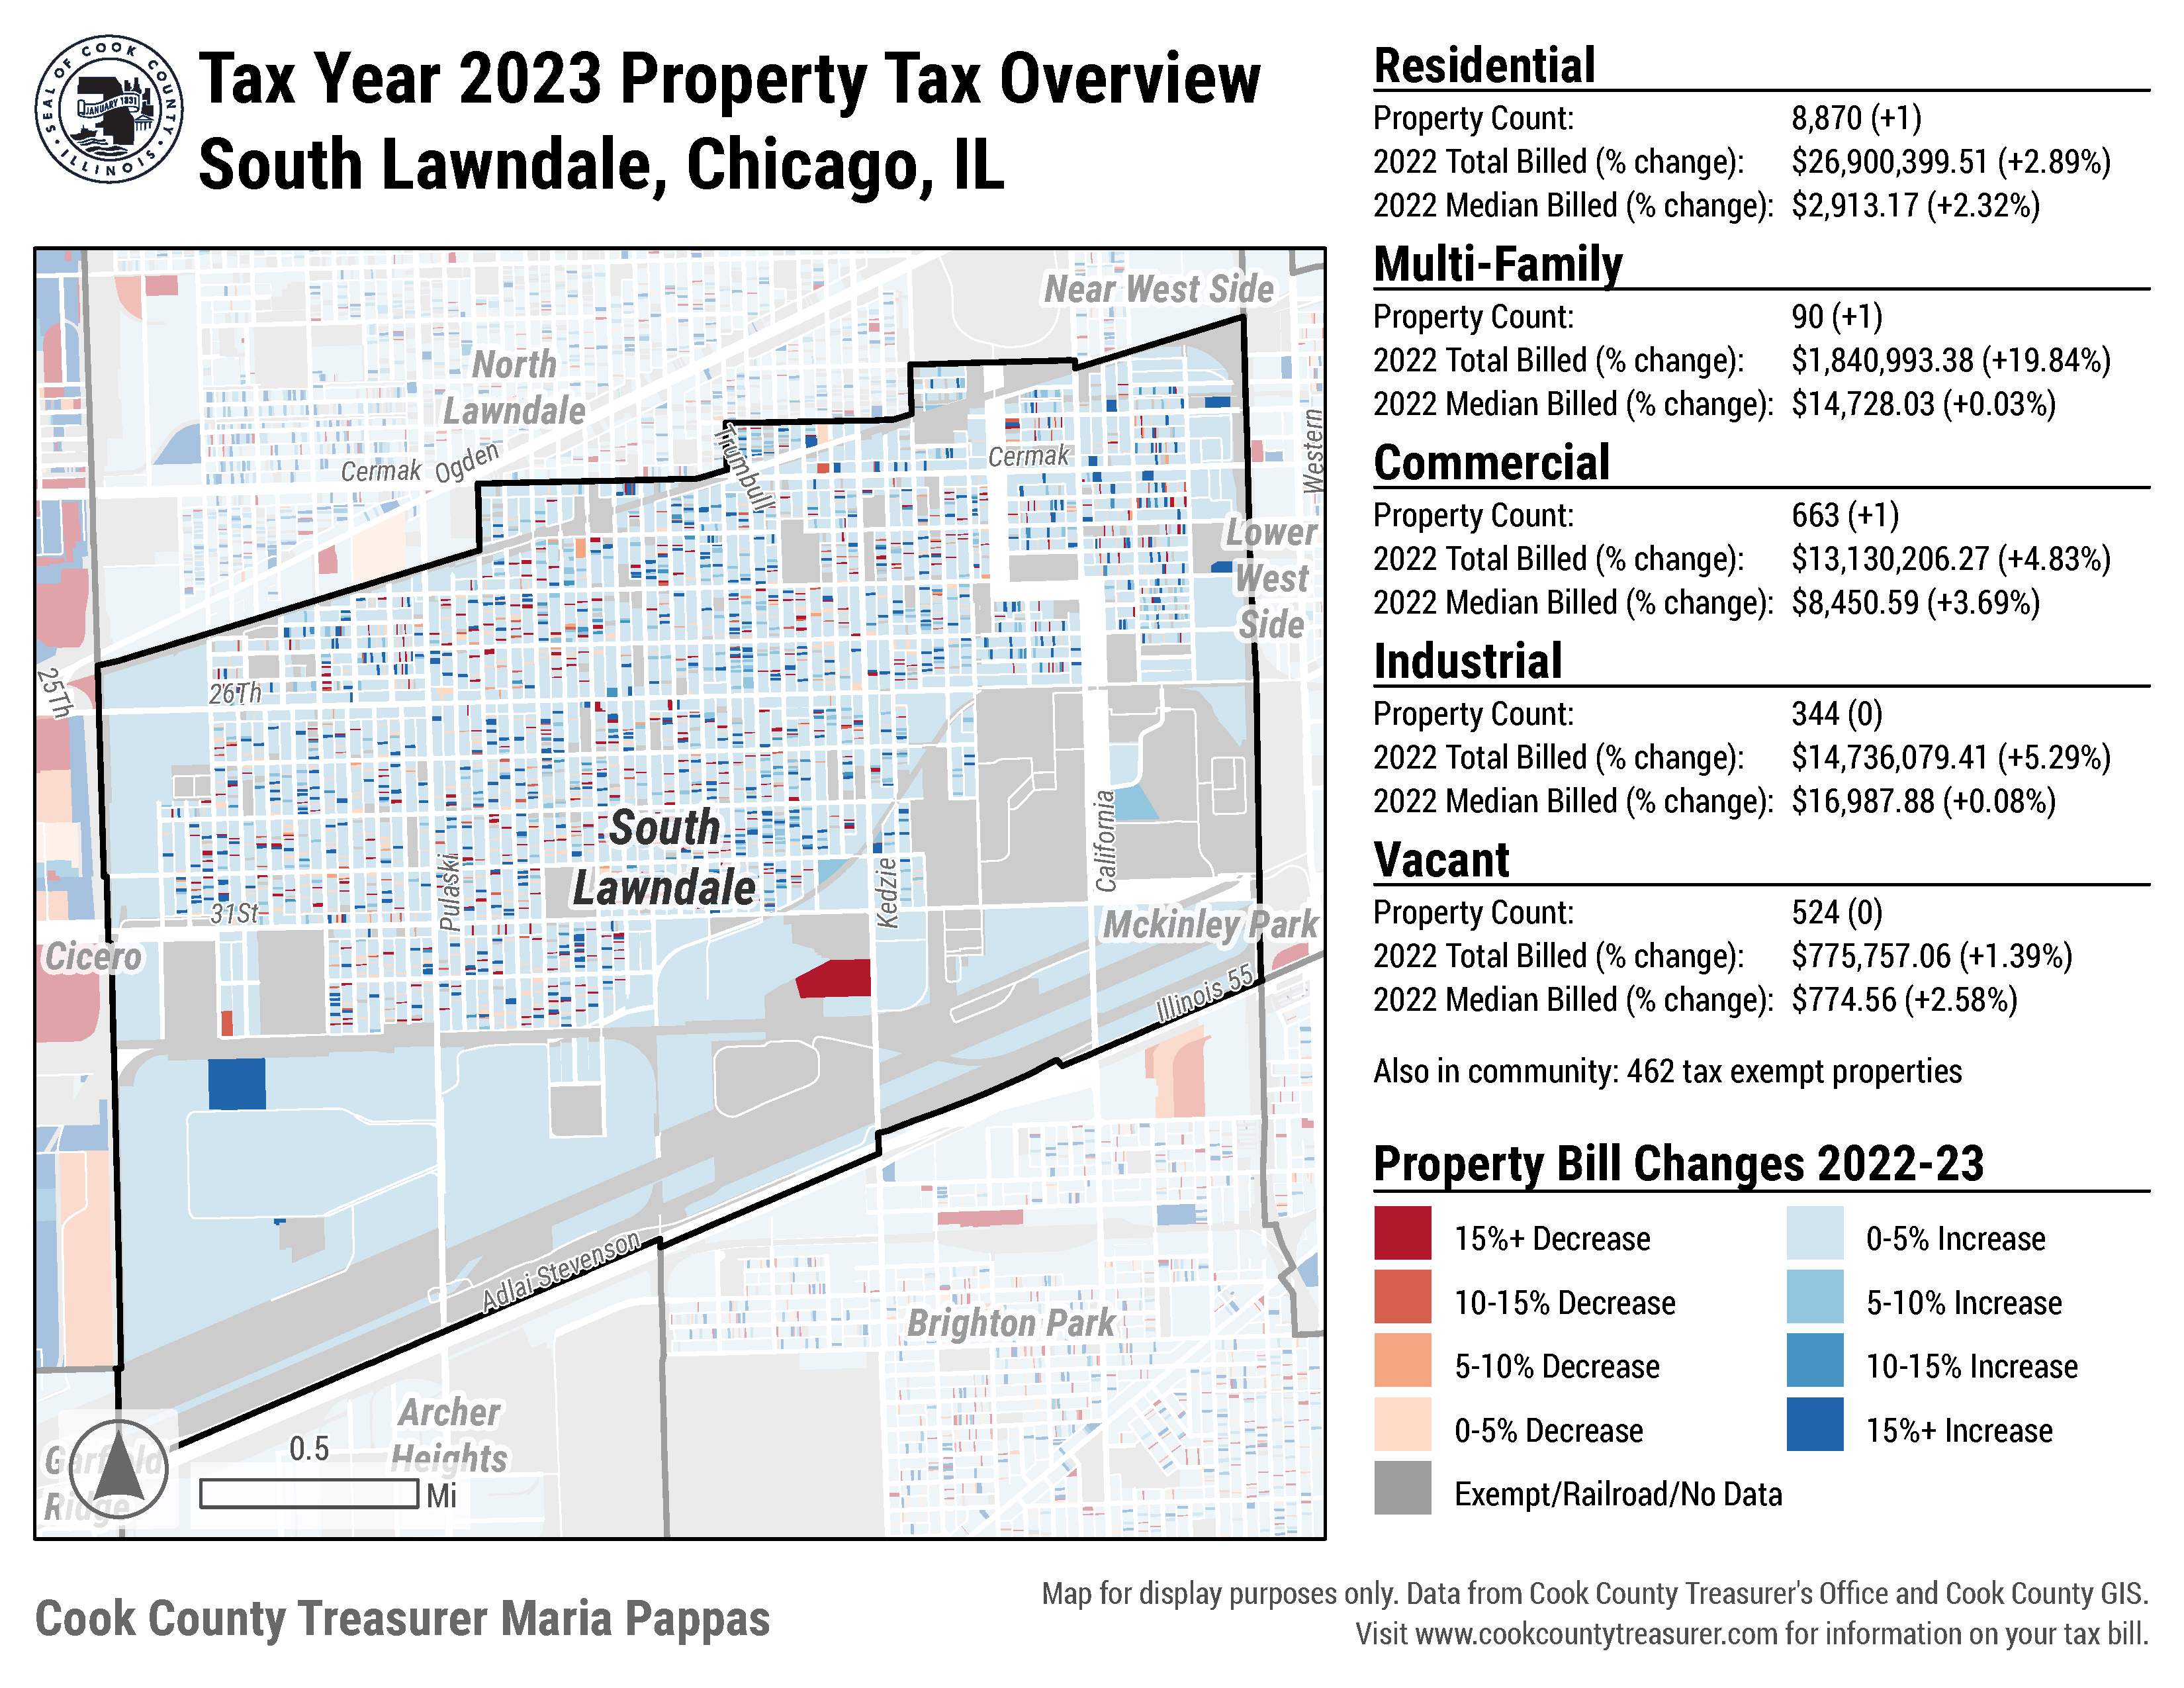 SEAL OF COOK COUNTY
ILLINOIS
JANUARY 1831
Tax Year 2023 Property Tax Overview
South Lawndale, Chicago, IL
Near West Side
North
Lawndale
Cermak
Ogden
Trumbull
Cermak
Western
Lower
West
Side
25Th
26Th
South
Lawndale
Pulaski
Kedzie
California
31St
Cicero
Mckinley Park
Illinois 55
Adlai Stevenson
Brighton Park
Archer
Heights
Garfield
Ridge
0.5
Mi
Residential
Property Count: 8,870 (+1)
2022 Total Billed (% change): $26,900,399.51 (+2.89%)
2022 Median Billed (% change): $2,913.17 (+2.32%)
Multi-Family
Property Count: 90 (+1)
2022 Total Billed (% change): $1,840,993.38 (+19.84%)
2022 Median Billed (% change): $14,728.03 (+0.03%)
Commercial
Property Count: 663 (+1)
2022 Total Billed (% change): $13,130,206.27 (+4.83%)
2022 Median Billed (% change): $8,450.59 (+3.69%)
Industrial
Property Count: 344 (0)
2022 Total Billed (% change): $14,736,079.41 (+5.29%)
2022 Median Billed (% change): $16,987.88 (+0.08%)
Vacant
Property Count: 524 (0)
2022 Total Billed (% change): $775,757.06 (+1.39%)
2022 Median Billed (% change): $774.56 (+2.58%)
Also in community: 462 tax exempt properties
Property Bill Changes 2022-23
15%+ Decrease
10-15% Decrease
5-10% Decrease
0-5% Decrease
Exempt/Railroad/No Data
0-5% Increase
5-10% Increase
10-15% Increase
15%+ Increase
Cook County Treasurer Maria Pappas
Map for display purposes only. Data from Cook County Treasurer's Office and Cook County GIS.
Visit www.cookcountytreasurer.com for information on your tax bill.